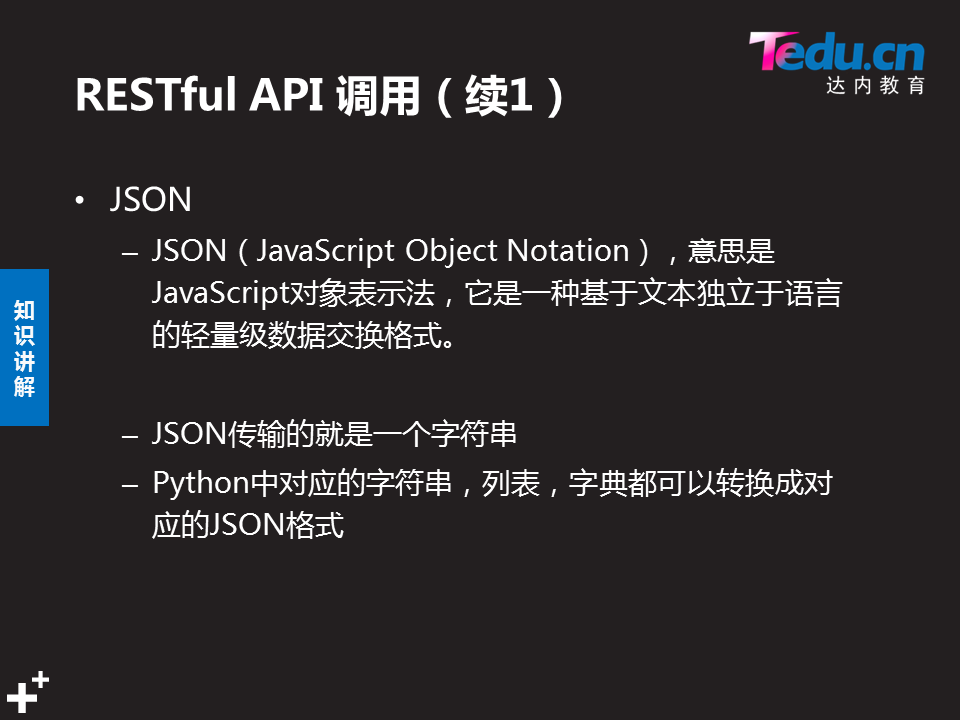 Tedu.cn
达内教育
RESTful API 调用（续1）
• JSON
– JSON（JavaScript Object Notation），意思是
JavaScript对象表示法，它是一种基于文本独立于语言
的轻量级数据交换格式。
– JSON传输的就是一个字符串
– Python中对应的字符串，列表，字典都可以转换成对
应的JSON格式
知
识
讲
解